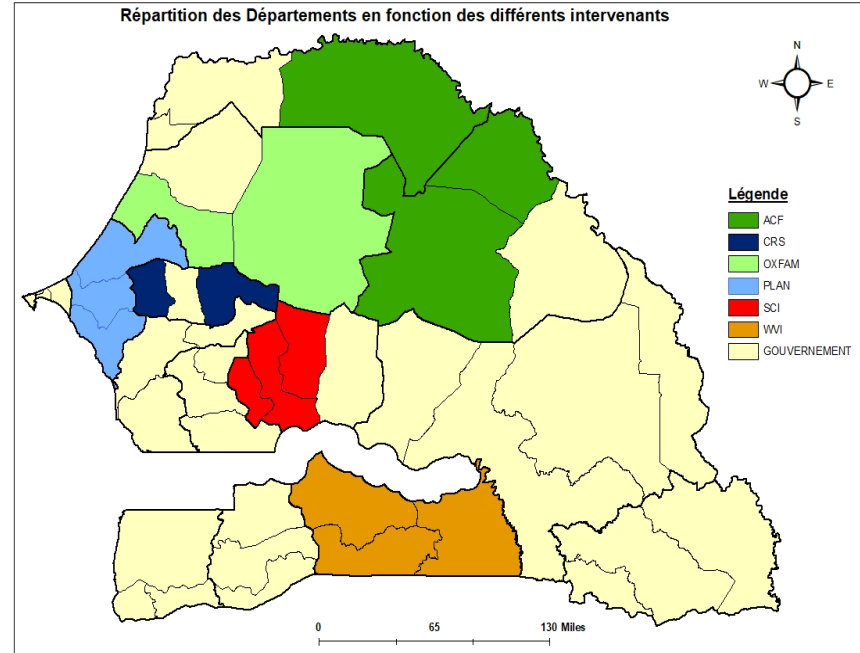 Répartition des Départements en fonction des différents intervenants
N
W
E
S
Légende
ACF
CRS
OXFAM
PLAN
SCI
WVI
GOUVERNEMENT
0 65 130 Miles